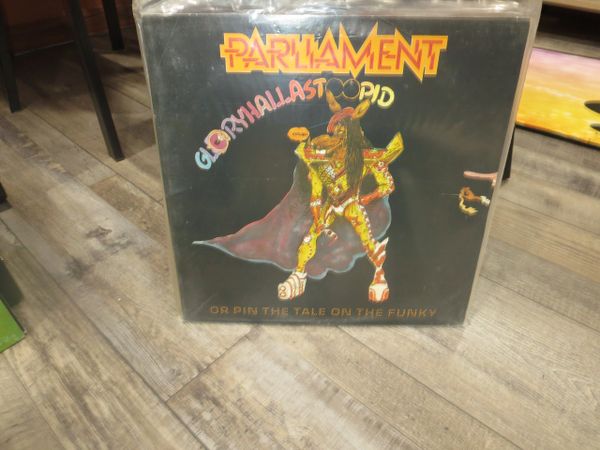 PARLIAMENT
GLORYHALLASTOOPID
OR PIN THE TALE ON THE FUNKY